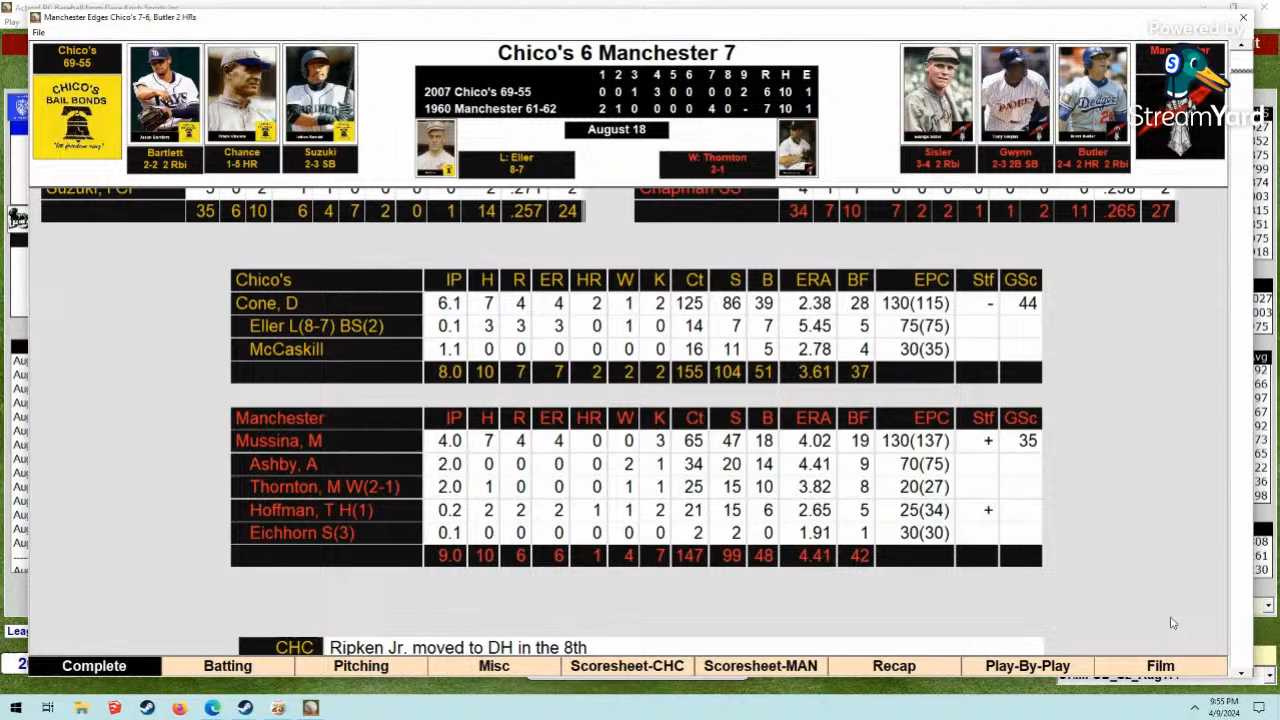 Manchester Edges Chico's 7-6, Butler 2 HRs
File
Powered by
StreamYard
Chico's
69-55
CHICO'S
BAIL BONDS
Bartlett
2-2 2 Rbi
Chance
1-5 HR
Suzuki
2-3 SB
Chico's 6 Manchester 7
1 2 3 4 5 6 7 8 9 R H E
2007 Chico's 69-55 0 0 1 3 0 0 0 0 2 6 10 1
1960 Manchester 61-62 2 1 0 0 0 0 4 0 - 7 10 1
August 18
L: Eller
8-7
W: Thornton
2-1
Sisler
3-4 2 Rbi
Gwynn
2-3 2B SB
Butler
2-4 2 HR 2 Rbi
35 6 10 6 4 7 2 0 1 14 .257 24
Chapman SS 4 1 1 0 0 0 0 0 0 0 .238 2
34 7 10 7 2 2 1 1 2 11 .265 27
Chico's IP H R ER HR W K Ct S B ERA BF EPC Stf GSc
Cone, D 6.1 7 4 4 2 1 2 125 86 39 2.38 28 130(115) - 44
Eller L(8-7) BS(2) 0.1 3 3 3 0 1 0 14 7 7 5.45 5 75(75)
McCaskill 1.1 0 0 0 0 0 0 16 11 5 2.78 4 30(35)
8.0 10 7 7 2 2 2 155 104 51 3.61 37
Manchester IP H R ER HR W K Ct S B ERA BF EPC Stf GSc
Mussina, M 4.0 7 4 4 0 0 3 65 47 18 4.02 19 130(137) + 35
Ashby, A 2.0 0 0 0 0 2 1 34 20 14 4.41 9 70(75)
Thornton, M W(2-1) 2.0 1 0 0 0 1 1 25 15 10 3.82 8 20(27)
Hoffman, T H(1) 0.2 2 2 2 1 1 2 21 15 6 2.65 5 25(34) +
Eichhorn S(3) 0.1 0 0 0 0 0 0 2 2 0 1.91 1 30(30)
9.0 10 6 6 1 4 7 147 99 48 4.41 42
CHC Ripken Jr. moved to DH in the 8th
Complete Batting Pitching Misc Scoresheet-CHC Scoresheet-MAN Recap Play-By-Play Film
9:55 PM
4/9/2024